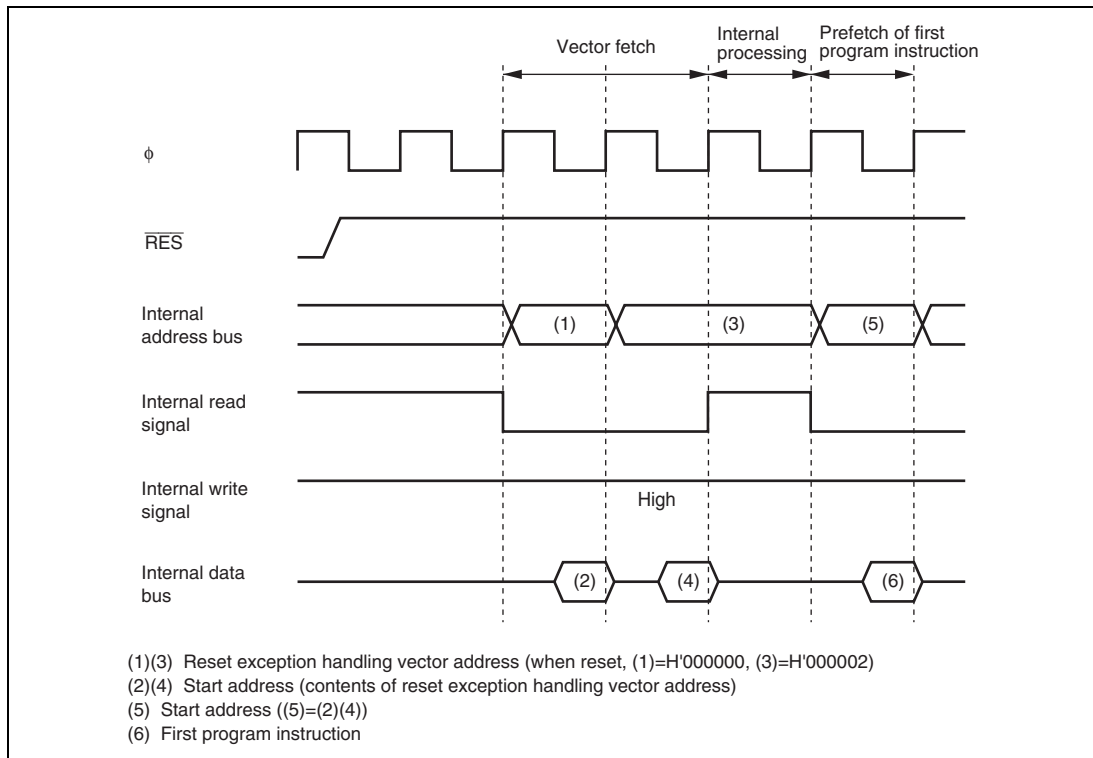 Vector fetch
Internal
processing
Prefetch of first
program instruction
ϕ
RES
Internal
address bus
(1)
(3)
(5)
Internal read
signal
Internal write
signal
High
Internal data
bus
(2)
(4)
(6)
(1)(3) Reset exception handling vector address (when reset, (1)=H'000000, (3)=H'000002)
(2)(4) Start address (contents of reset exception handling vector address)
(5) Start address ((5)=(2)(4))
(6) First program instruction